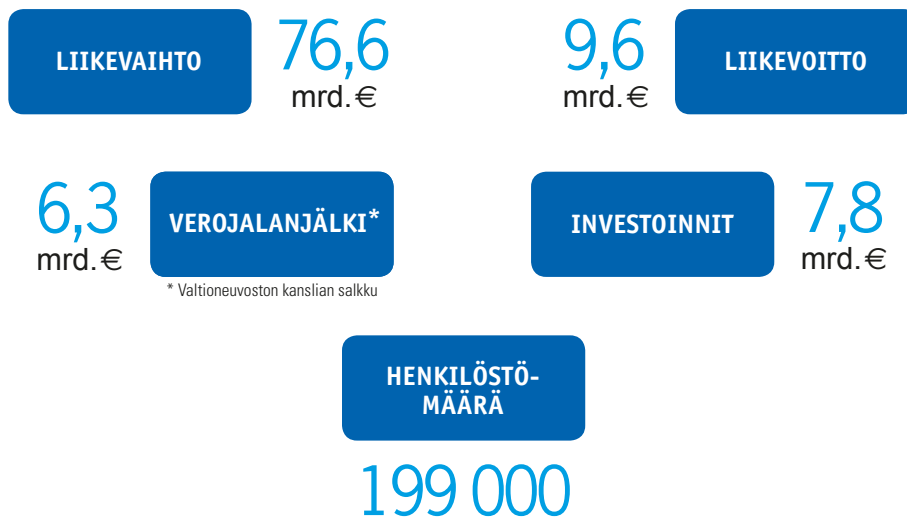 LIIKEVAIHTO
76,6
mrd. €
9,6
mrd. €
LIIKEVOITTO
6,3
mrd. €
VEROJALANJÄLKI*
* Valtioneuvoston kanslian salkku
INVESTOINNIT
7,8
mrd. €
HENKILÖSTÖ-
MÄÄRÄ
199 000